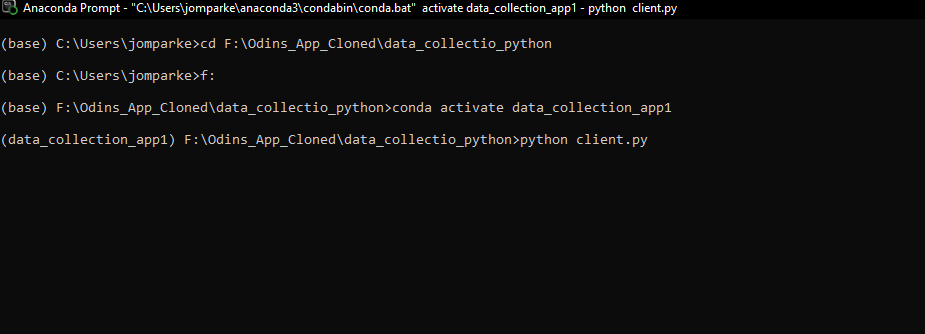 Anaconda Prompt - "C:\Users\jomparke\anaconda3\condabin\conda.bat"  activate data_collection_app1 - python  client.py
(base) C:\Users\jomparke>cd F:\Odins_App_Cloned\data_collectio_python
(base) C:\Users\jomparke>f:
(base) F:\Odins_App_Cloned\data_collectio_python>conda activate data_collection_app1
(data_collection_app1) F:\Odins_App_Cloned\data_collectio_python>python client.py